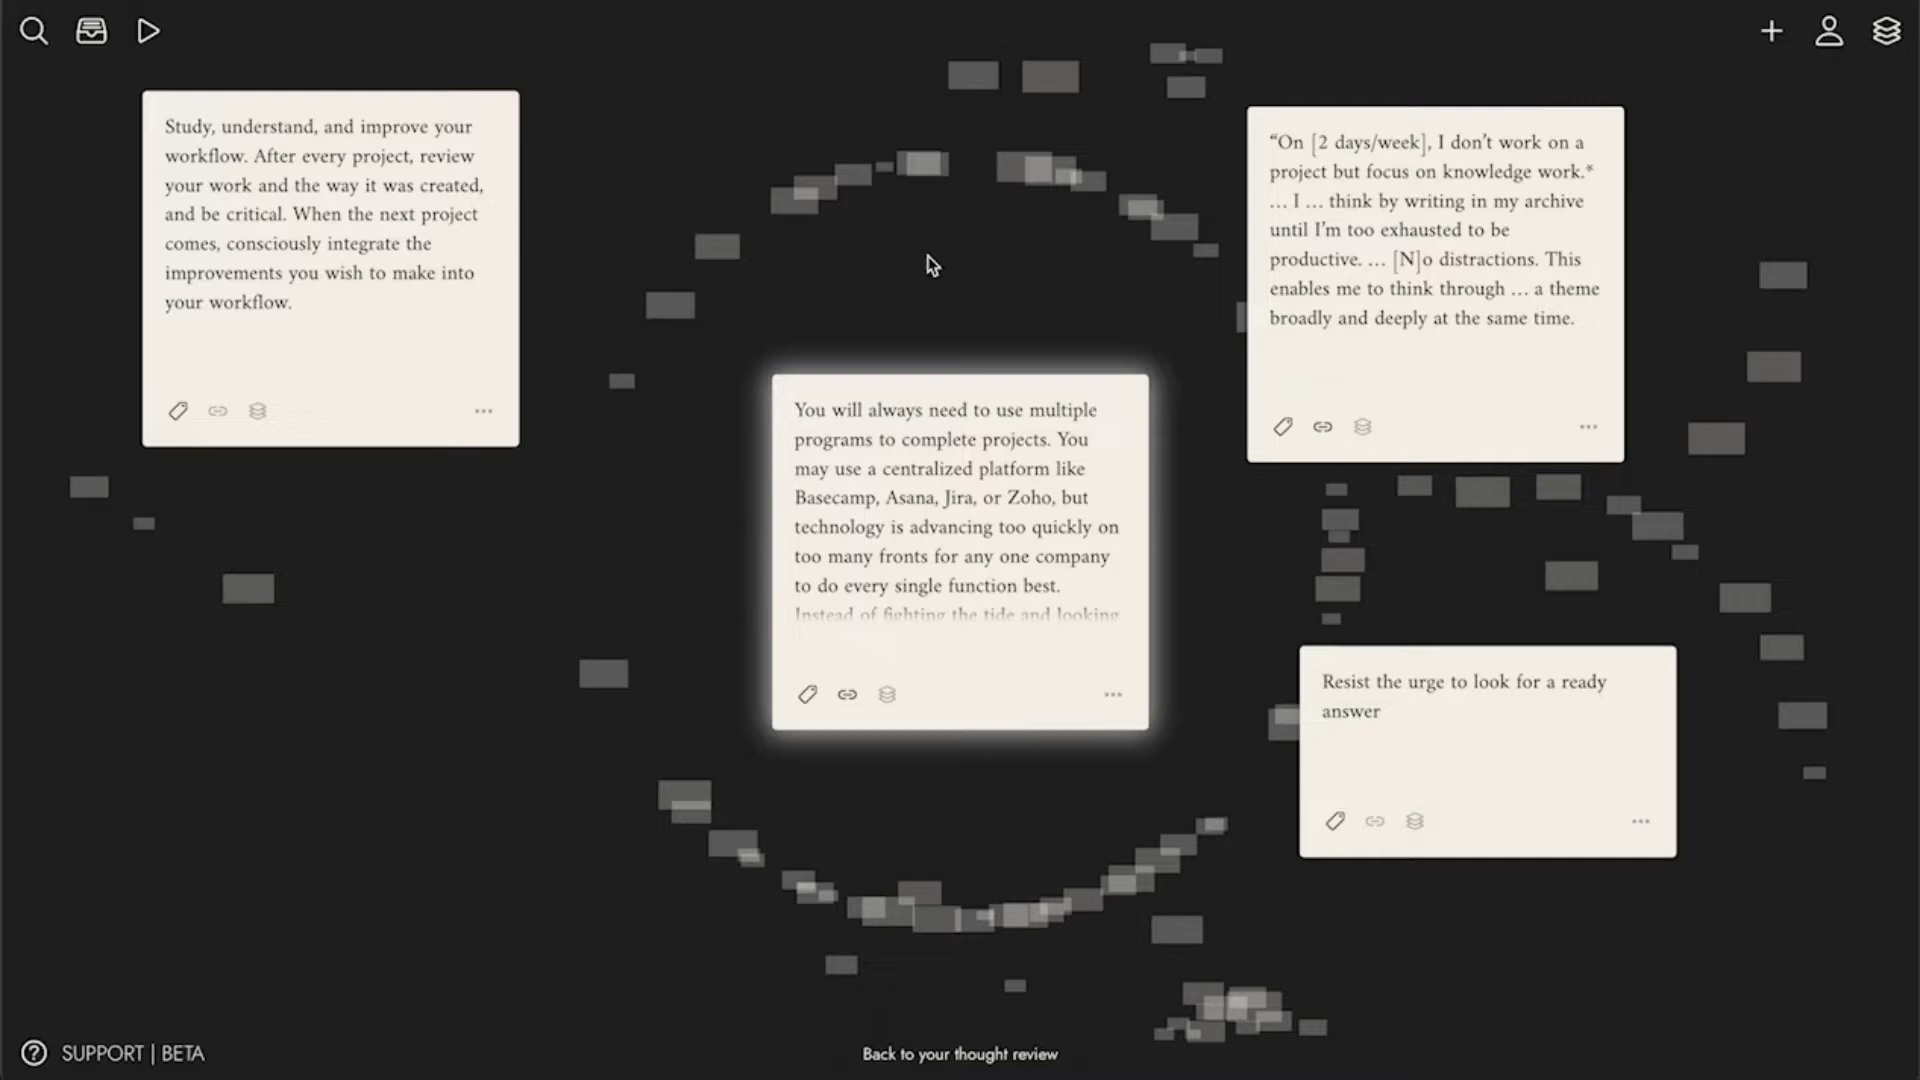 Study, understand, and improve your
workflow. After every project, review
your work and the way it was created,
and be critical. When the next project
comes, consciously integrate the
improvements you wish to make into
your workflow.
“On [2 days/week], I don’t work on a
project but focus on knowledge work.*
… I … think by writing in my archive
until I’m too exhausted to be
productive. … [N]o distractions. This
enables me to think through … a theme
broadly and deeply at the same time.
You will always need to use multiple
programs to complete projects. You
may use a centralized platform like
Basecamp, Asana, Jira, or Zoho, but
technology is advancing too quickly on
too many fronts for any one company
to do every single function best.
Instead of fighting the tide and looking
Resist the urge to look for a ready
answer
SUPPORT | BETA
Back to your thought review